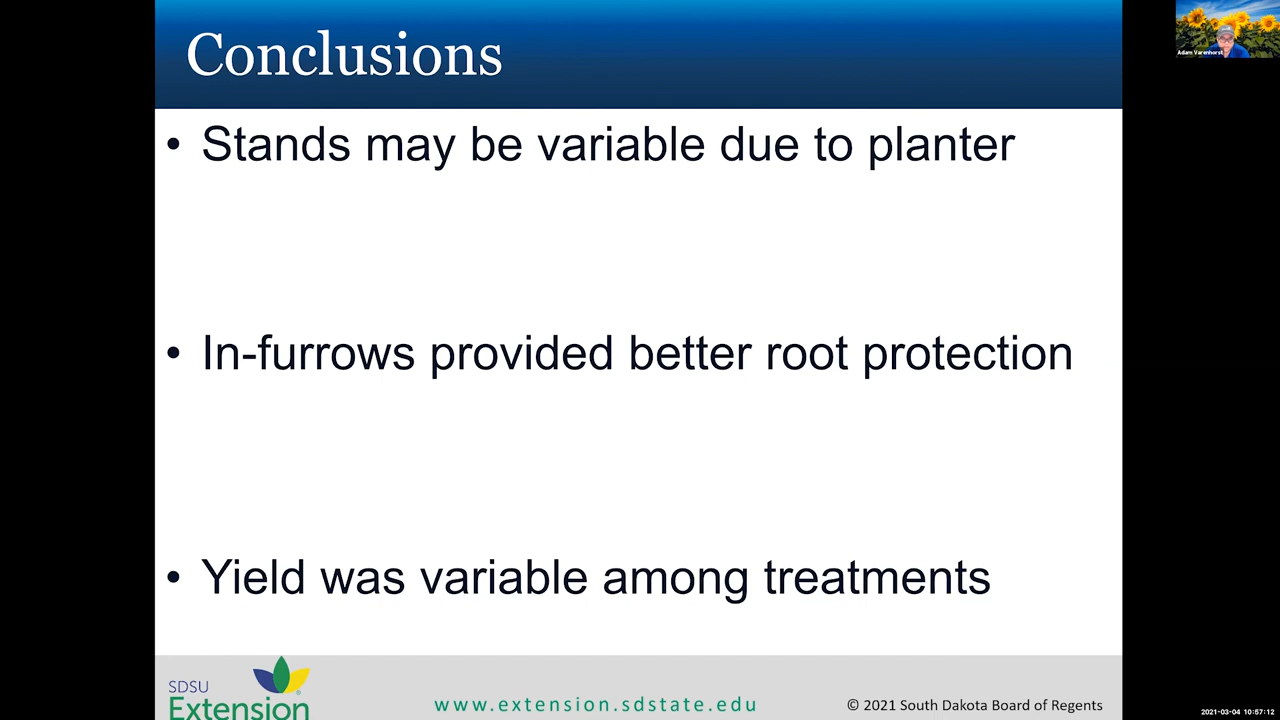 Conclusions
Adam Varenhorst
• Stands may be variable due to planter
• In-furrows provided better root protection
• Yield was variable among treatments
SDSU
Extension
www.extension.sdstate.edu
© 2021 South Dakota Board of Regents
2021-03-04 10:57:12